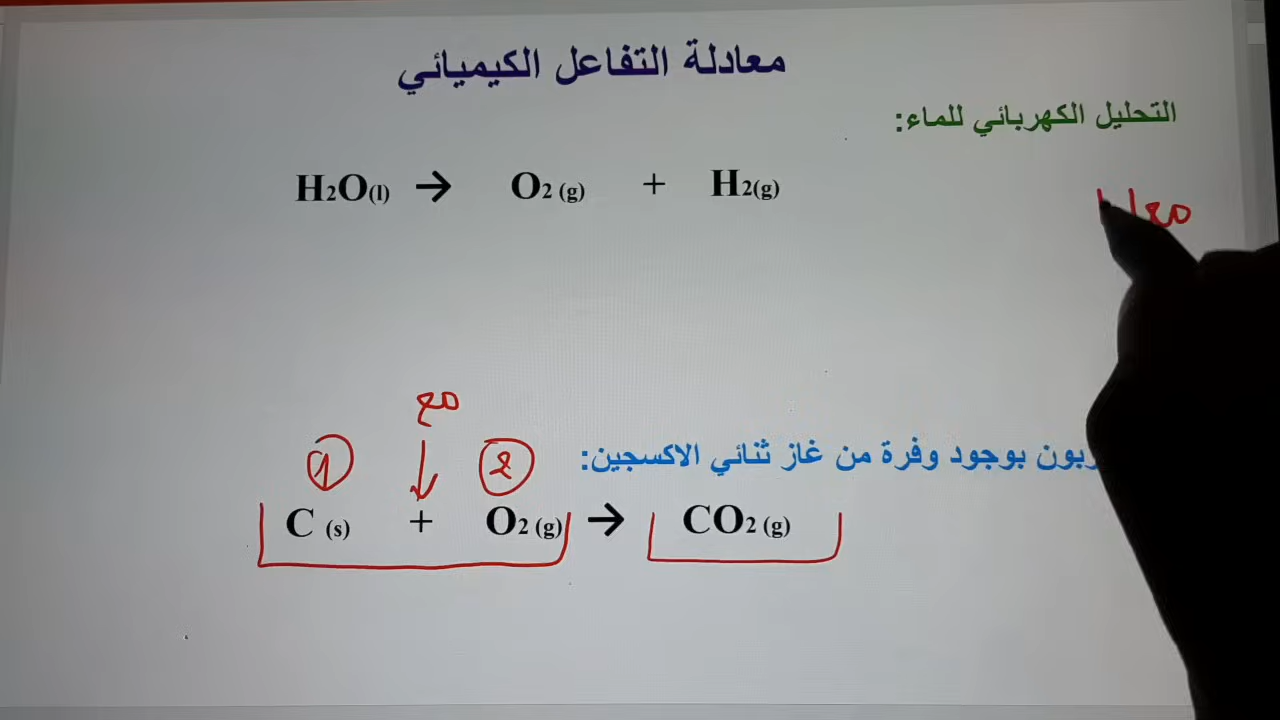 معادلة التفاعل الكيميائي
التحليل الكهربائي للماء:
H2O(l) → O2 (g) + H2(g)
مع
1 2
بوجود وفرة من غاز ثنائي الاكسجين:
C (s) + O2 (g) → CO2 (g)